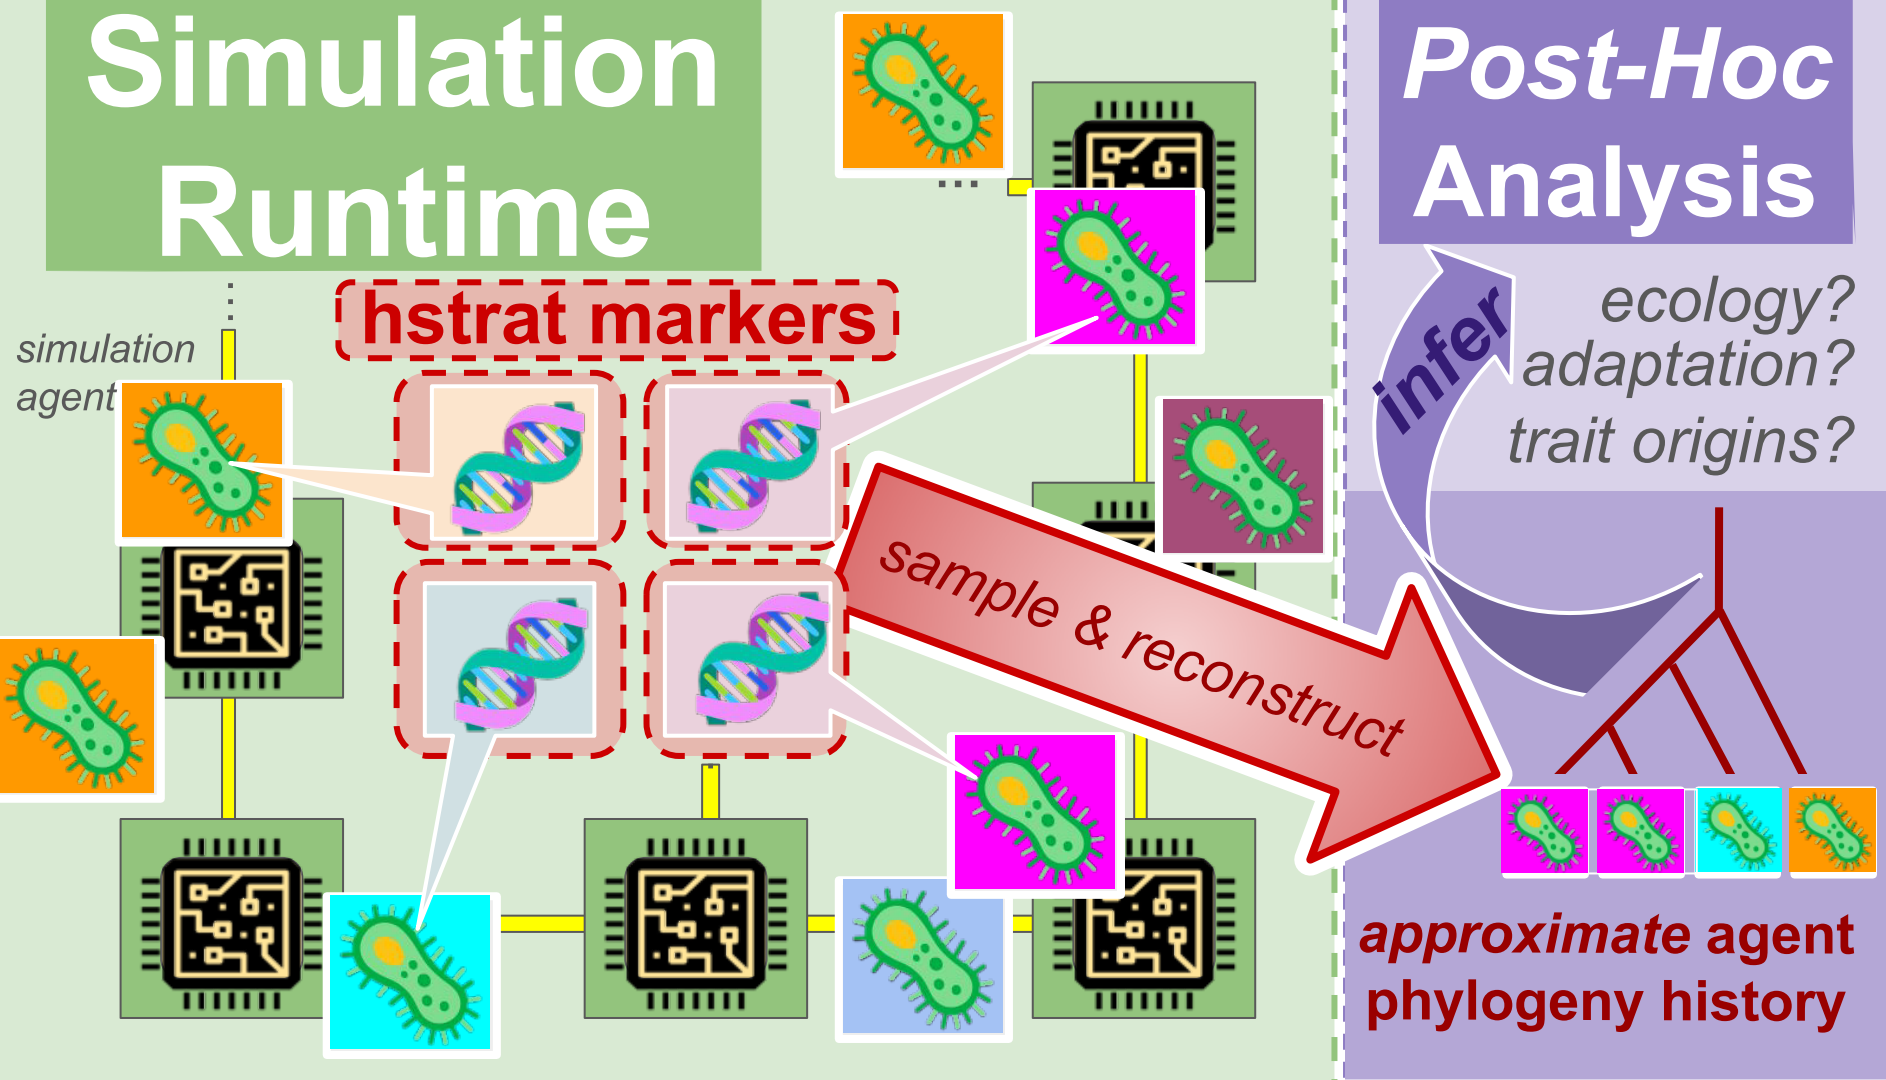 Simulation
Runtime
simulation
agent
hstrat markers
sample & reconstruct
Post-Hoc
Analysis
infer
ecology?
adaptation?
trait origins?
approximate agent
phylogeny history